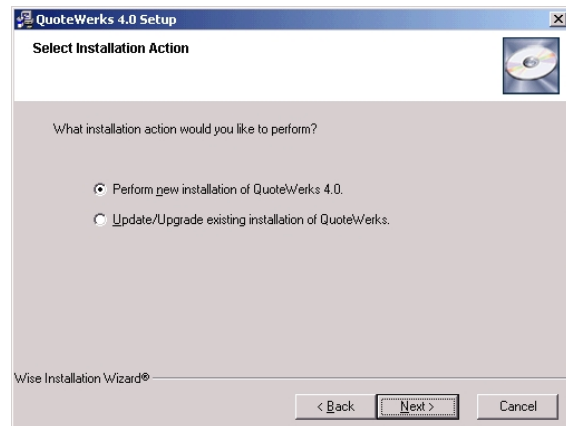 QuoteWerks 4.0 Setup
Select Installation Action
What installation action would you like to perform?
Perform new installation of QuoteWerks 4.0.
Update/Upgrade existing installation of QuoteWerks.
Wise Installation Wizard®
< Back Next > Cancel